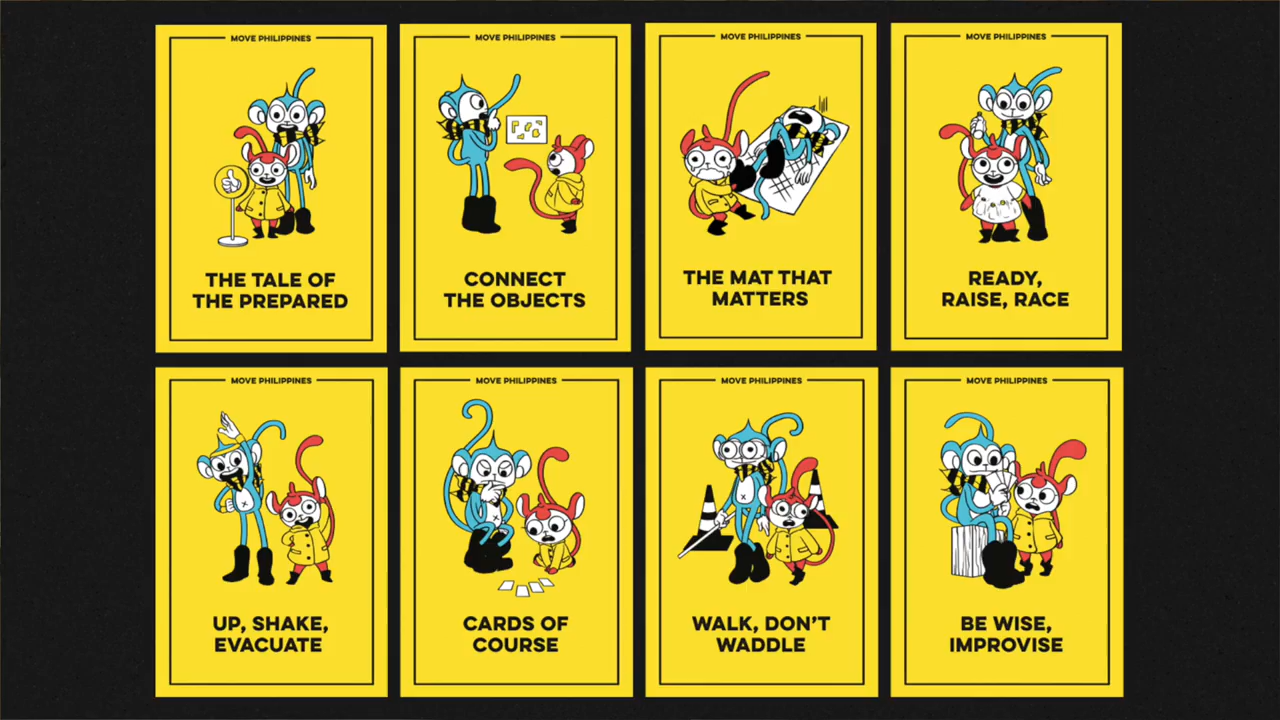 MOVE PHILIPPINES
THE TALE OF
THE PREPARED
MOVE PHILIPPINES
CONNECT
THE OBJECTS
MOVE PHILIPPINES
THE MAT THAT
MATTERS
MOVE PHILIPPINES
READY,
RAISE, RACE
MOVE PHILIPPINES
UP, SHAKE,
EVACUATE
MOVE PHILIPPINES
CARDS OF
COURSE
MOVE PHILIPPINES
WALK, DON'T
WADDLE
MOVE PHILIPPINES
BE WISE,
IMPROVISE